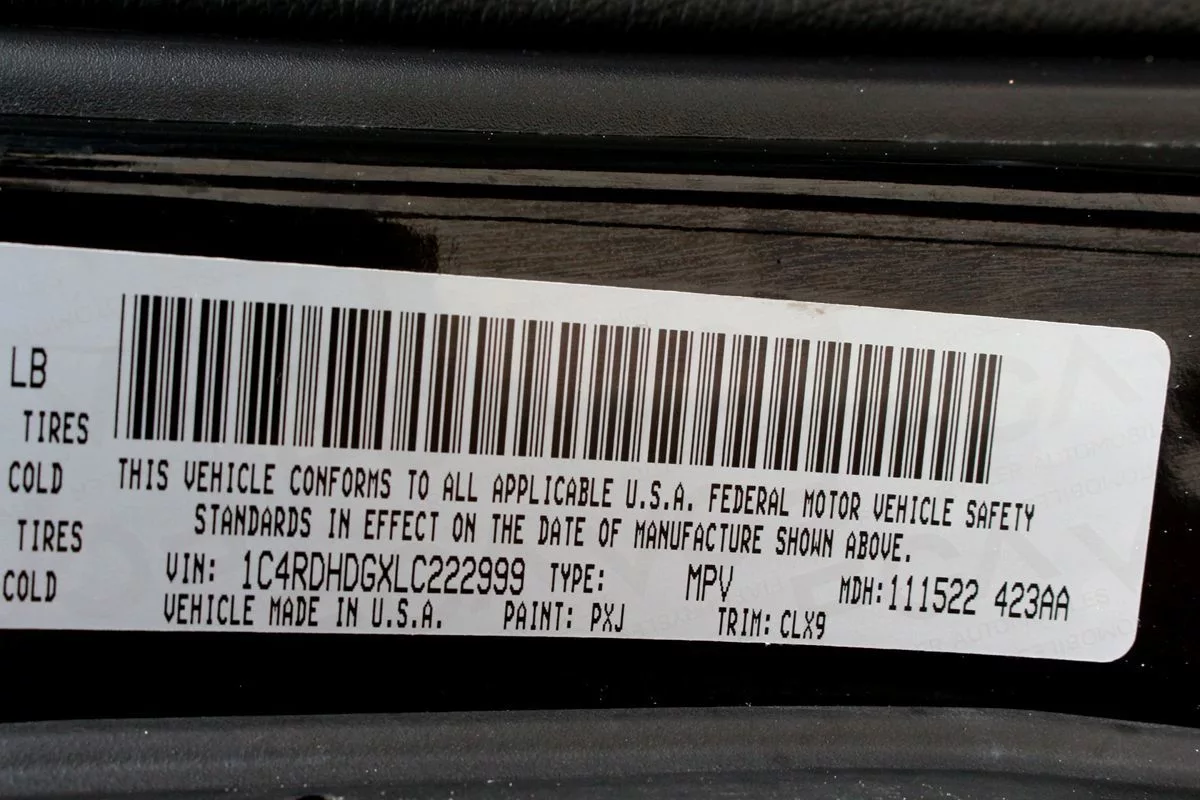 LB
TIRES
COLD
TIRES
COLD
THIS VEHICLE CONFORMS TO ALL APPLICABLE U.S.A. FEDERAL MOTOR VEHICLE SAFETY
STANDARDS IN EFFECT ON THE DATE OF MANUFACTURE SHOWN ABOVE.
VIN: 1C4RDHDGXLC222999 TYPE: MPV MDH: 111522 423AA
VEHICLE MADE IN U.S.A. PAINT: PXJ TRIM: CLX9